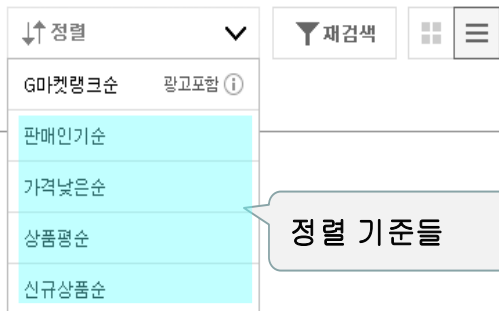 정렬
재검색
G마켓랭크순 광고포함
판매인기순
가격낮은순
상품평순
신규상품순
정렬 기준들